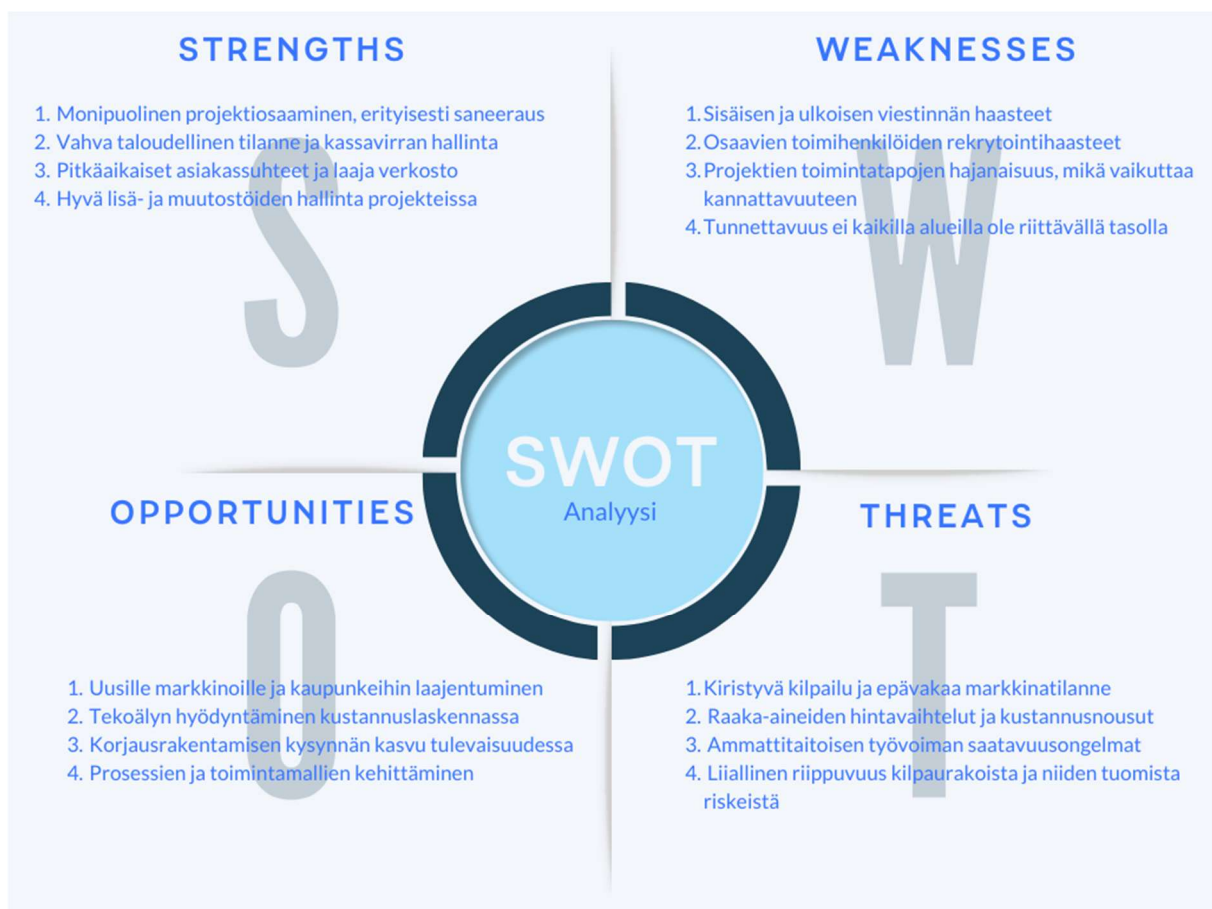 STRENGTHS
1. Monipuolinen projektiosaaminen, erityisesti saneeraus
2. Vahva taloudellinen tilanne ja kassavirran hallinta
3. Pitkäaikaiset asiakassuhteet ja laaja verkosto
4. Hyvä lisä- ja muutostöiden hallinta projekteissa
S
WEAKNESSES
1. Sisäisen ja ulkoisen viestinnän haasteet
2. Osaavien toimihenkilöiden rekrytointihaasteet
3. Projektien toimintatapojen hajanaisuus, mikä vaikuttaa
kannattavuuteen
4. Tunnettavuus ei kaikilla alueilla ole riittävällä tasolla
W
SWOT
Analyysi
OPPORTUNITIES
O
1. Uusille markkinoille ja kaupunkeihin laajentuminen
2. Tekoälyn hyödyntäminen kustannuslaskennassa
3. Korjausrakentamisen kysynnän kasvu tulevaisuudessa
4. Prosessien ja toimintamallien kehittäminen
THREATS
T
1. Kiristyvä kilpailu ja epävakaa markkinatilanne
2. Raaka-aineiden hintavaihtelut ja kustannusnousut
3. Ammattitaitoisen työvoiman saatavuusongelmat
4. Liiallinen riippuvuus kilpaurakoista ja niiden tuomista
riskeistä